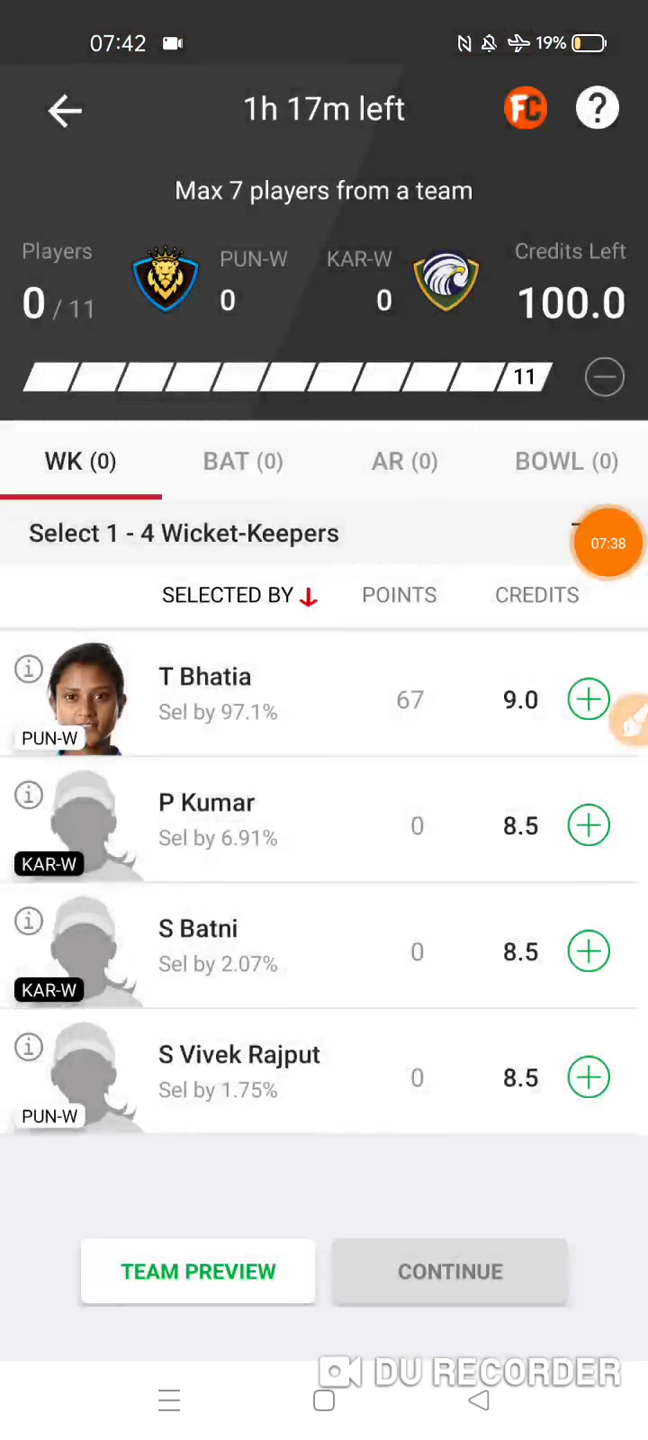 07:42 19%
1h 17m left FC ?
Max 7 players from a team
Players PUN-W KAR-W Credits Left
0 / 11 0 0 100.0
11
WK (0) BAT (0) AR (0) BOWL (0)
Select 1 - 4 Wicket-Keepers
07:38
SELECTED BY POINTS CREDITS
T Bhatia
Sel by 97.1% 67 9.0
PUN-W
P Kumar
Sel by 6.91% 0 8.5
KAR-W
S Batni
Sel by 2.07% 0 8.5
KAR-W
S Vivek Rajput
Sel by 1.75% 0 8.5
PUN-W
TEAM PREVIEW CONTINUE
DU RECORDER